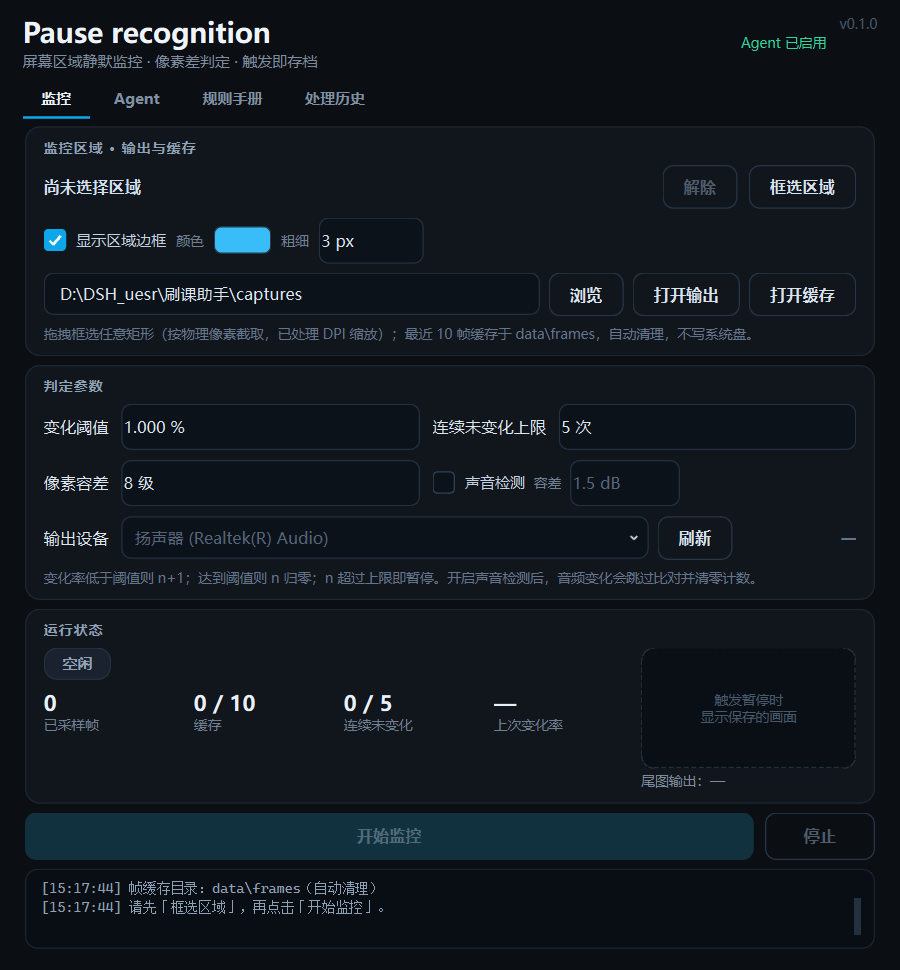 Pause recognition
v0.1.0
Agent 已启用
屏幕区域静默监控 · 像素差判定 · 触发即存档
监控 Agent 规则手册 处理历史
监控区域 • 输出与缓存
尚未选择区域 解除 框选区域
显示区域边框 颜色 粗细 3 px
D:\DSH_uesr\刷课助手\captures 浏览 打开输出 打开缓存
拖拽框选任意矩形（按物理像素截取，已处理 DPI 缩放）；最近 10 帧缓存于 data\frames，自动清理，不写系统盘。
判定参数
变化阈值 1.000 % 连续未变化上限 5 次
像素容差 8 级 声音检测 容差 1.5 dB
输出设备 扬声器 (Realtek(R) Audio) 刷新 —
变化率低于阈值则 n+1；达到阈值则 n 归零；n 超过上限即暂停。开启声音检测后，音频变化会跳过比对并清零计数。
运行状态
空闲
0 0 / 10 0 / 5 —
已采样帧 缓存 连续未变化 上次变化率
触发暂停时
显示保存的画面
尾图输出：—
开始监控 停止
[15:17:44] 帧缓存目录：data\frames（自动清理）
[15:17:44] 请先「框选区域」，再点击「开始监控」。